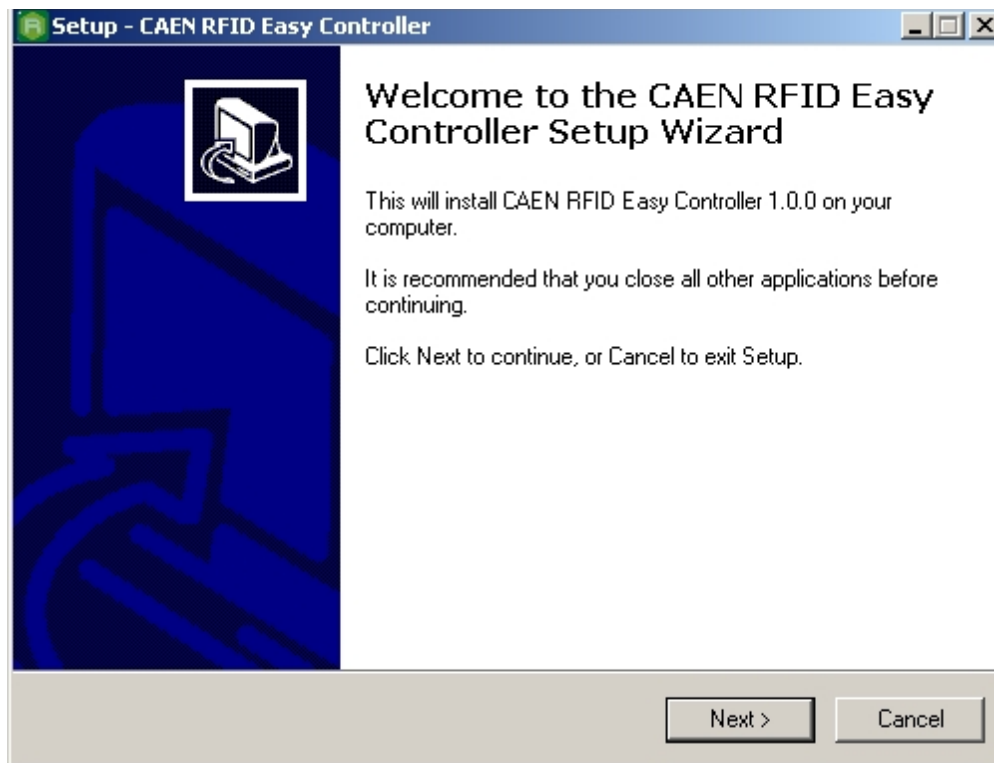 Setup - CAEN RFID Easy Controller
Welcome to the CAEN RFID Easy
Controller Setup Wizard
This will install CAEN RFID Easy Controller 1.0.0 on your
computer.
It is recommended that you close all other applications before
continuing.
Click Next to continue, or Cancel to exit Setup.
Next >
Cancel